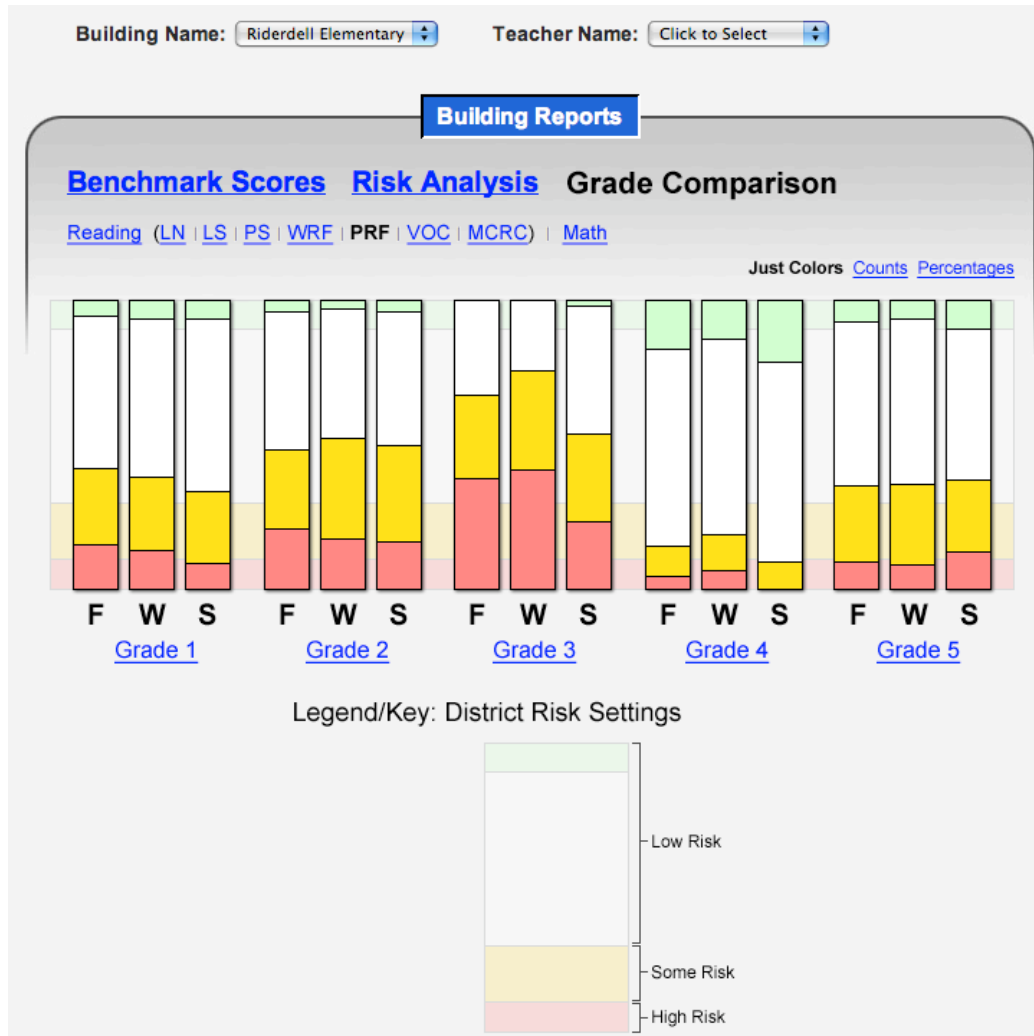 Building Name: Riderdell Elementary Teacher Name: Click to Select
Building Reports
Benchmark Scores Risk Analysis Grade Comparison
Reading (LN | LS | PS | WRF | PRF | VOC | MCRC) | Math
Just Colors Counts Percentages
F W S F W S F W S F W S F W S
Grade 1 Grade 2 Grade 3 Grade 4 Grade 5
Legend/Key: District Risk Settings
Low Risk
Some Risk
High Risk